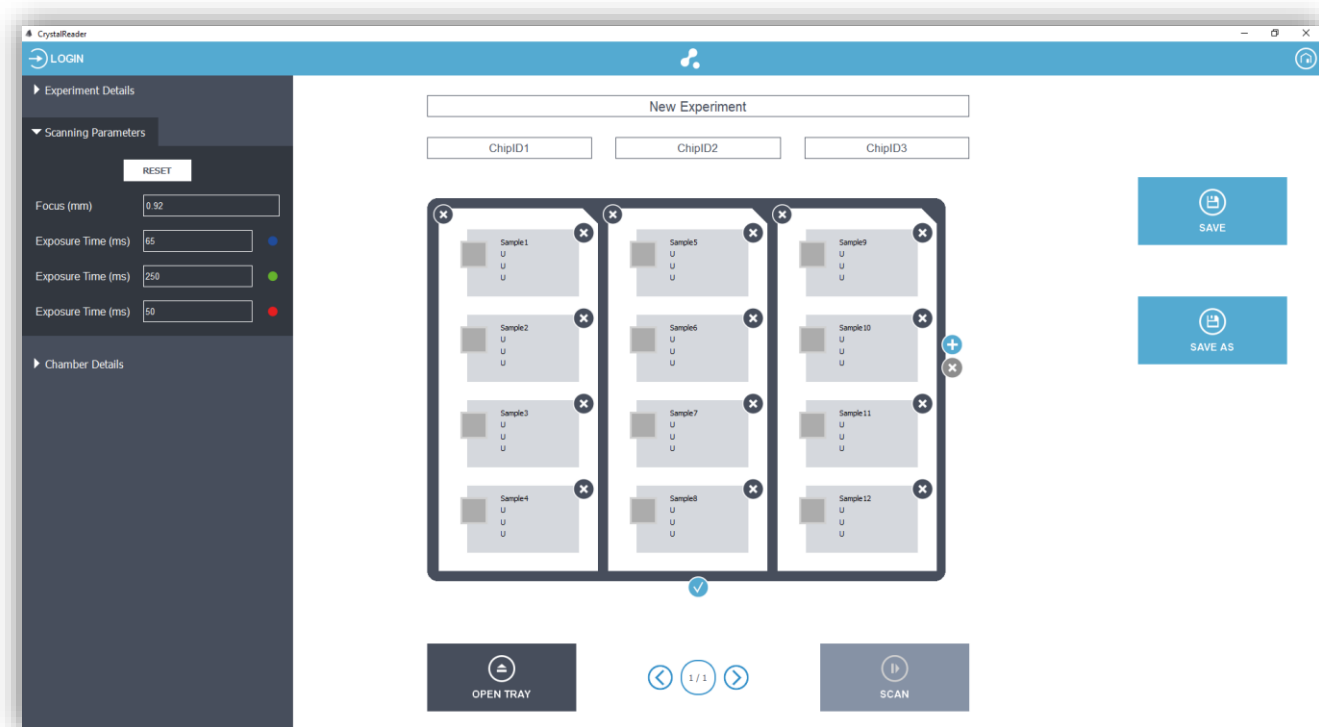 CrystalReader
LOGIN
Experiment Details
Scanning Parameters
RESET
Focus (mm) 0.92
Exposure Time (ms) 65
Exposure Time (ms) 250
Exposure Time (ms) 50
Chamber Details
New Experiment
ChipID1 ChipID2 ChipID3
Sample1
U
U
U
Sample2
U
U
U
Sample3
U
U
U
Sample4
U
U
U
Sample5
U
U
U
Sample6
U
U
U
Sample7
U
U
U
Sample8
U
U
U
Sample9
U
U
U
Sample10
U
U
U
Sample11
U
U
U
Sample12
U
U
U
OPEN TRAY
1 / 1
SCAN
SAVE
SAVE AS